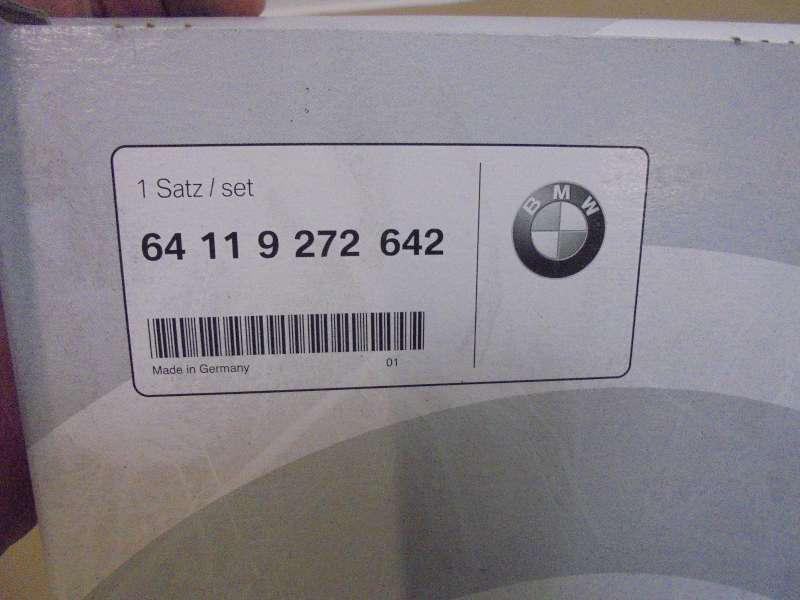 1 Satz / set
64 11 9 272 642
BMW
Made in Germany 01